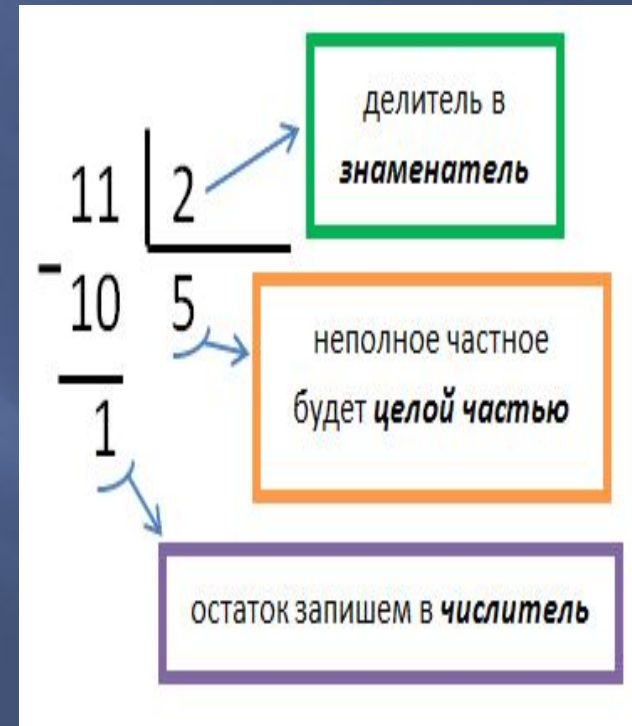 делитель в
знаменатель
11 2
- 10 5
неполное частное
будет целой частью
1
остаток запишем в числитель